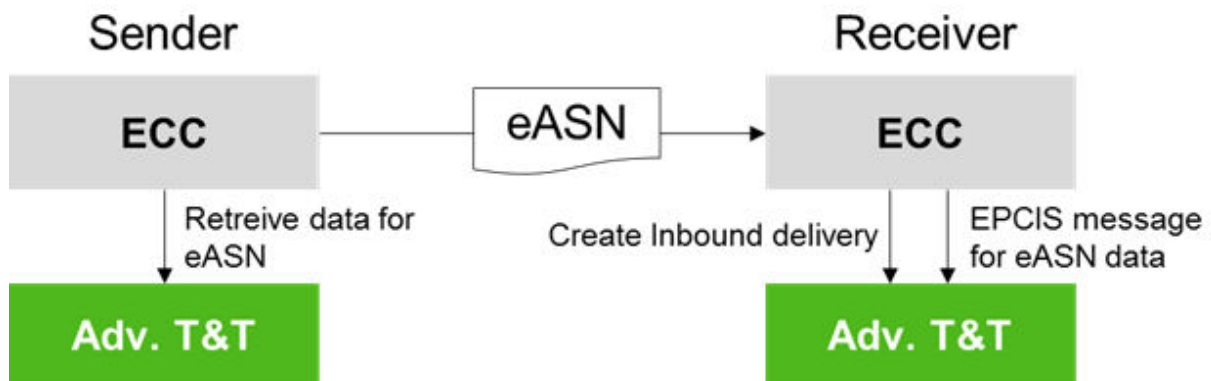 Sender
Receiver
ECC
eASN
ECC
Retreive data for
eASN
Create Inbound delivery
EPCIS message
for eASN data
Adv. T&T
Adv. T&T